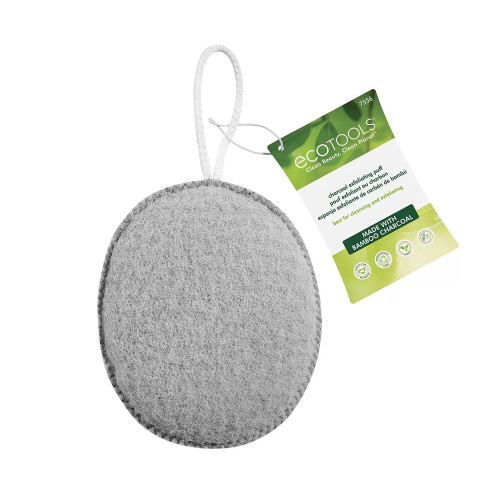 7556
ecoTOOLS®
Clean Beauty. Clean Planet.®
charcoal exfoliating puff
pouf exfoliant au charbon
esponja exfoliante de carbón de bambú
best for cleansing and exfoliating
MADE WITH
BAMBOO CHARCOAL